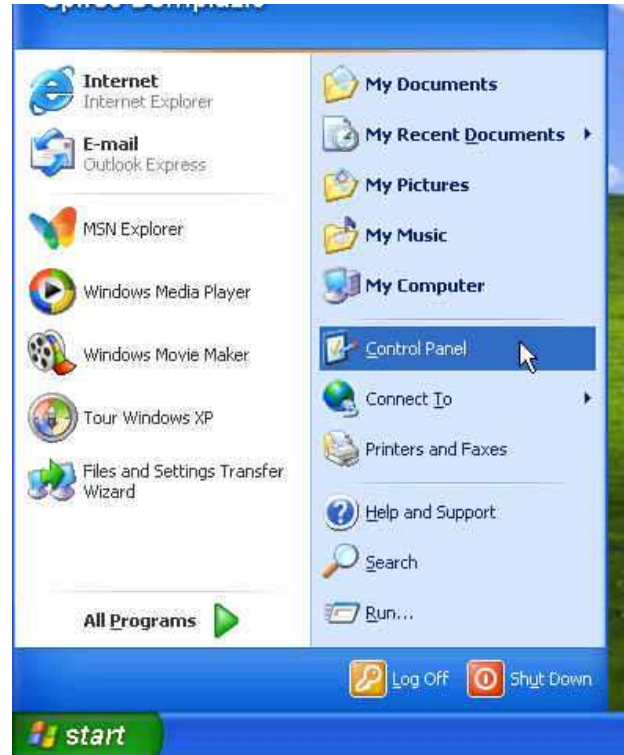 Internet
Internet Explorer
E-mail
Outlook Express
MSN Explorer
Windows Media Player
Windows Movie Maker
Tour Windows XP
Files and Settings Transfer
Wizard
All Programs
My Documents
My Recent Documents
My Pictures
My Music
My Computer
Control Panel
Connect To
Printers and Faxes
Help and Support
Search
Run...
Log Off
Shut Down
start